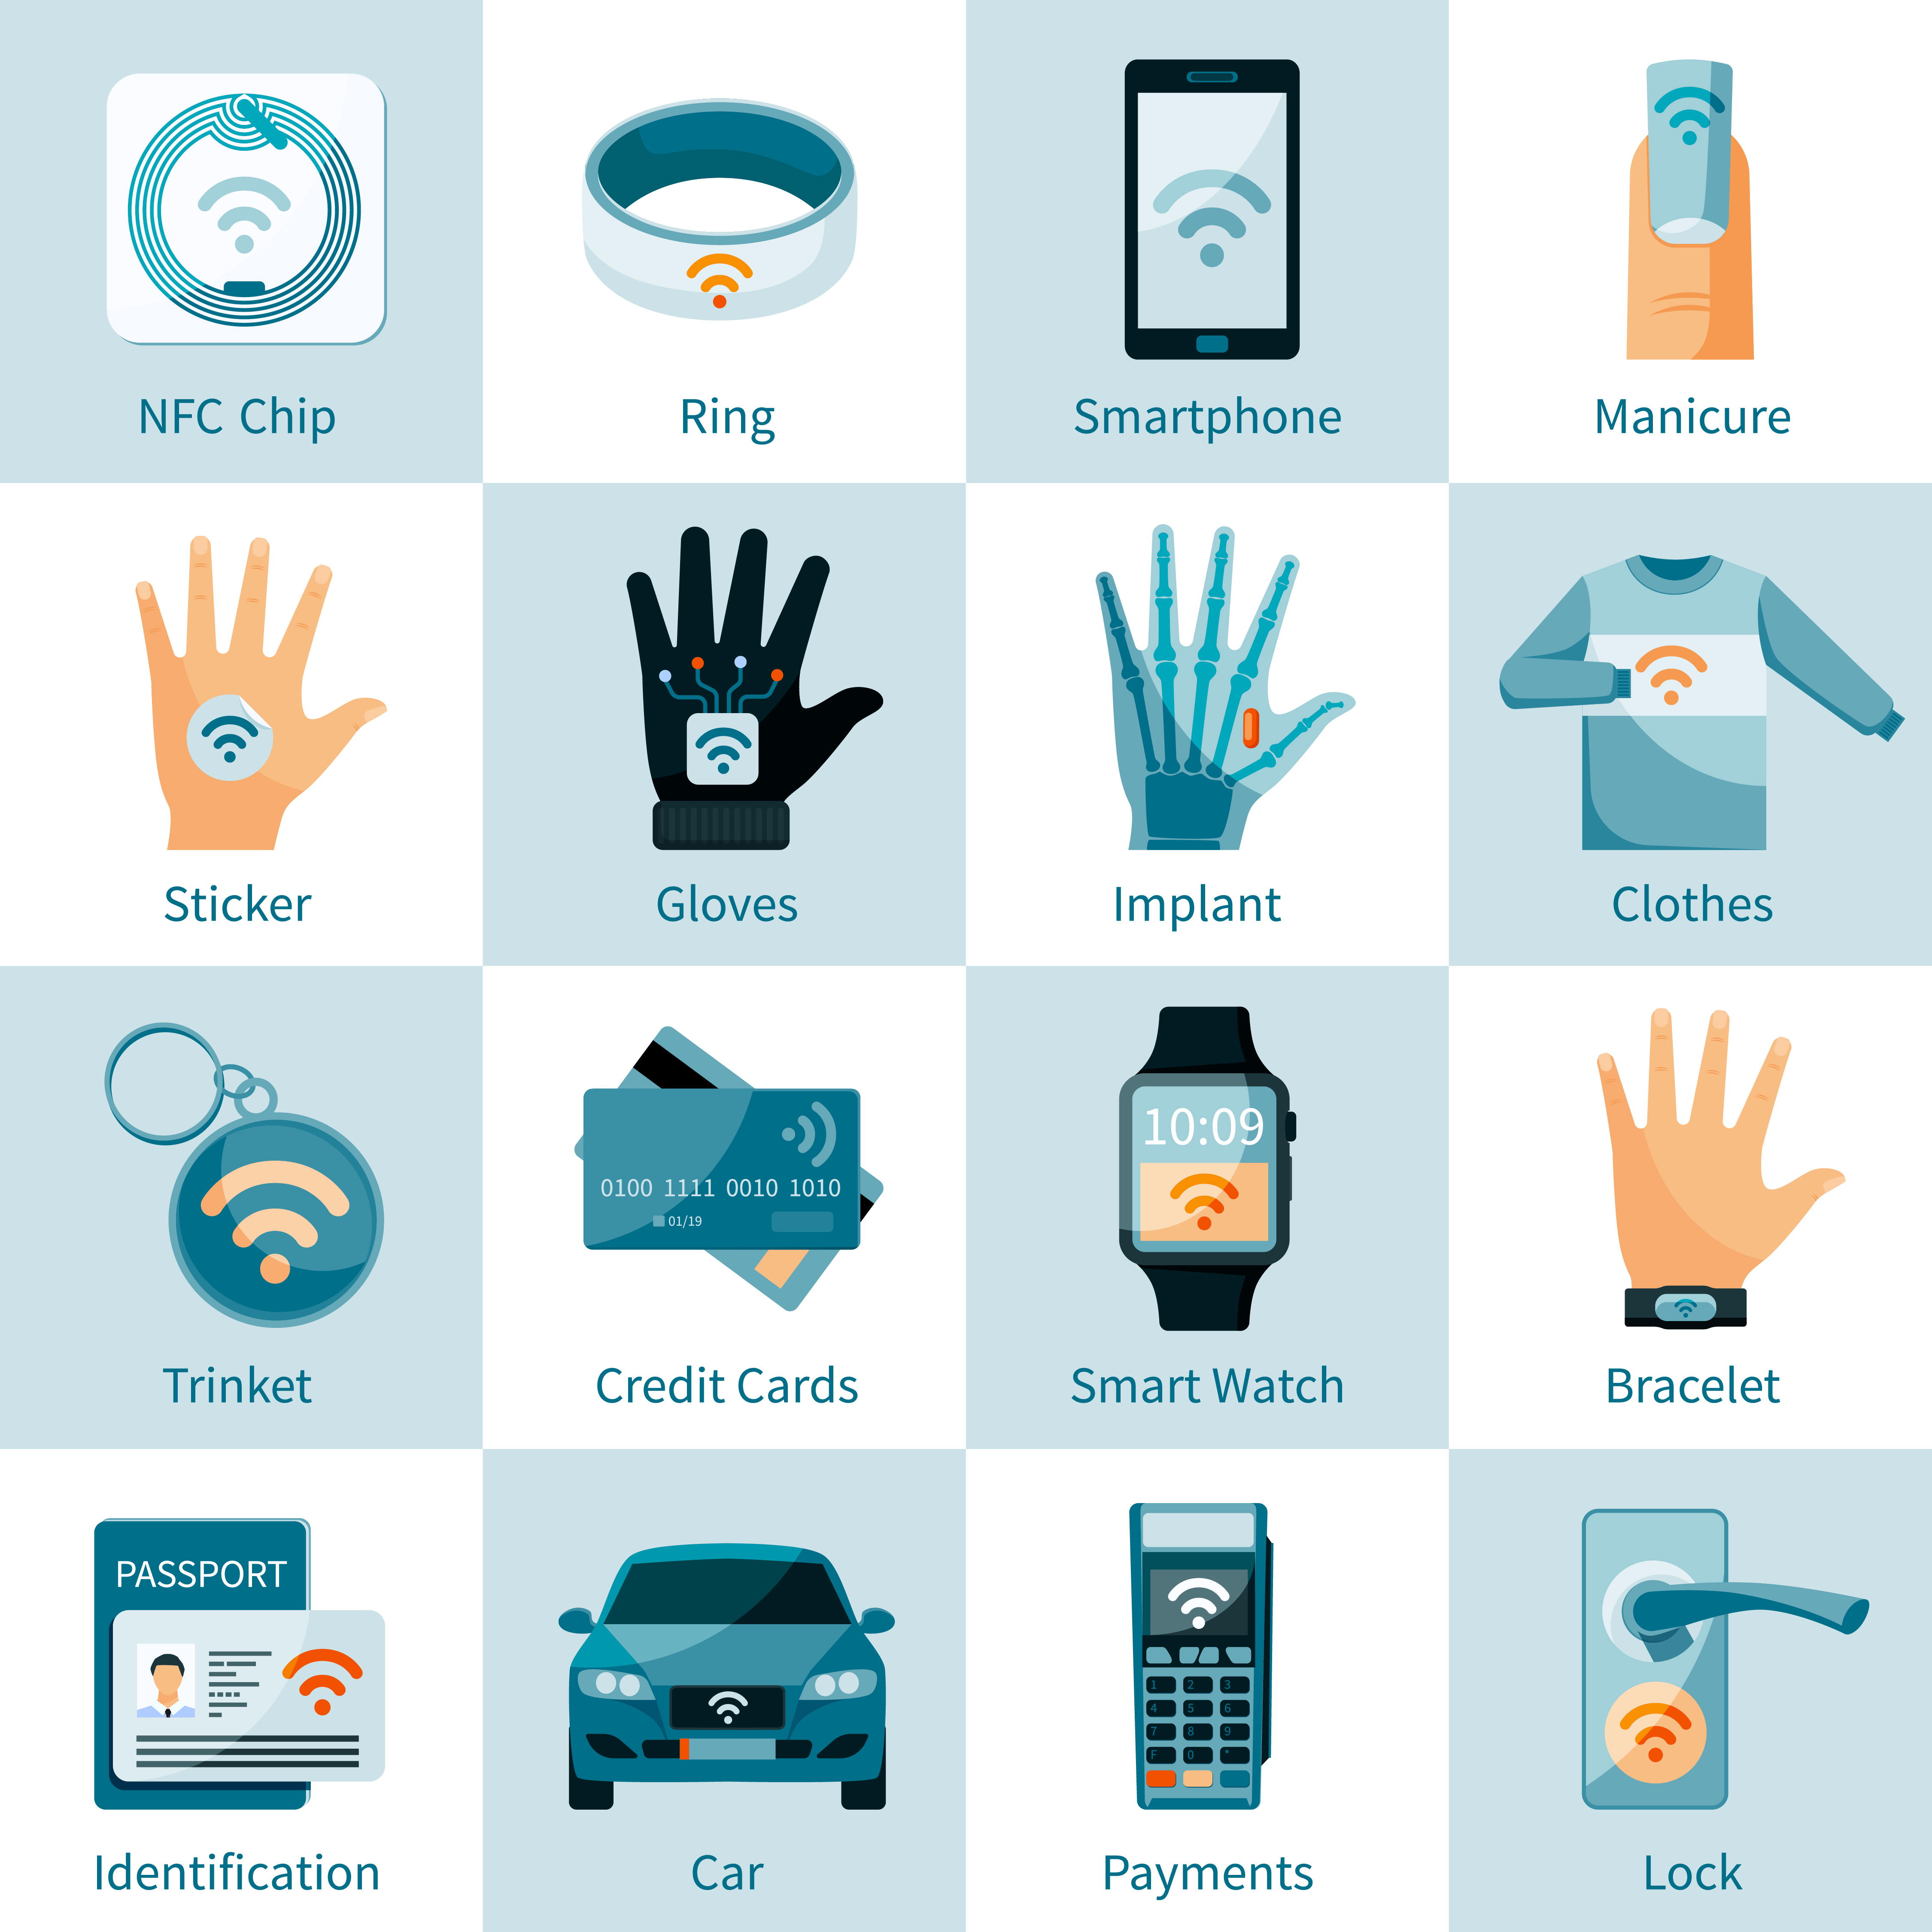 NFC Chip
Ring
Smartphone
Manicure
Sticker
Gloves
Implant
Clothes
10:09
0100 1111 0010 1010
01/19
Trinket
Credit Cards
Smart Watch
Bracelet
PASSPORT
1 2 3
4 5 6
7 8 9
F 0 *
Identification
Car
Payments
Lock